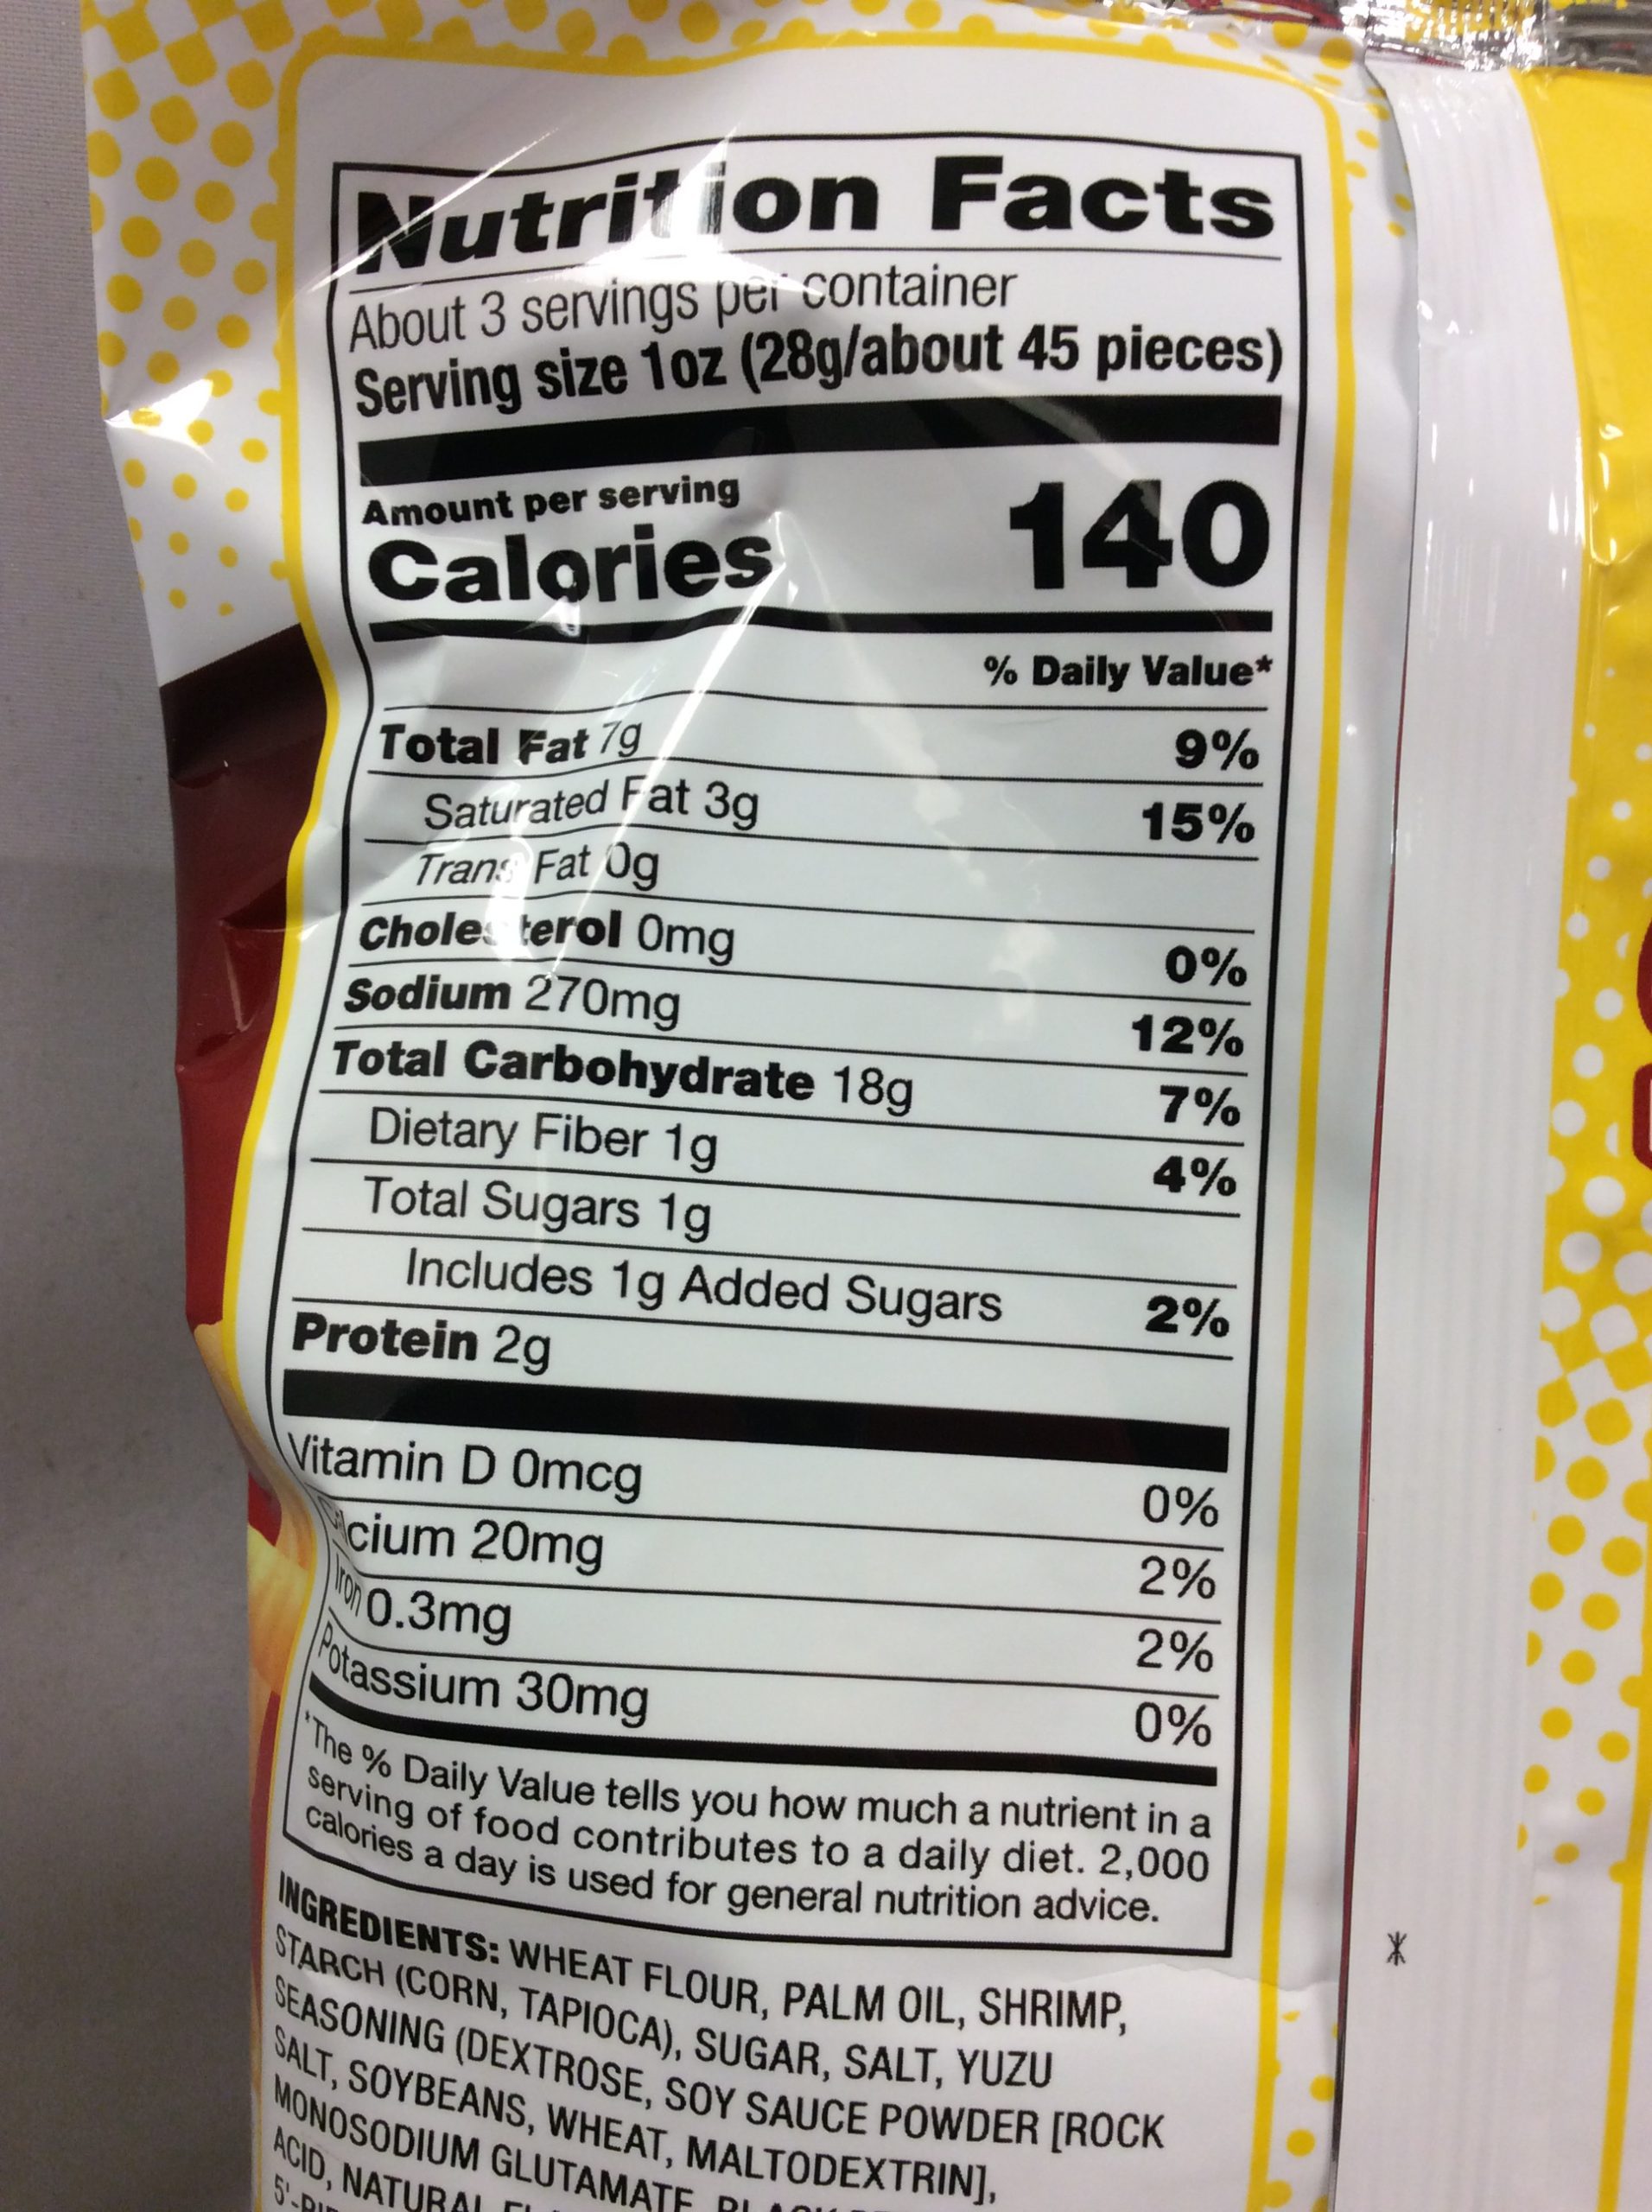 Nutrition Facts
About 3 servings per container
Serving size 1oz (28g/about 45 pieces)
Amount per serving
Calories 140
% Daily Value*
Total Fat 7g 9%
Saturated Fat 3g 15%
Trans Fat 0g
Cholesterol 0mg 0%
Sodium 270mg 12%
Total Carbohydrate 18g 7%
Dietary Fiber 1g 4%
Total Sugars 1g
Includes 1g Added Sugars 2%
Protein 2g
Vitamin D 0mcg 0%
Calcium 20mg 2%
Iron 0.3mg 2%
Potassium 30mg 0%
*The % Daily Value tells you how much a nutrient in a
serving of food contributes to a daily diet. 2,000
calories a day is used for general nutrition advice.
INGREDIENTS: WHEAT FLOUR, PALM OIL, SHRIMP,
STARCH (CORN, TAPIOCA), SUGAR, SALT, YUZU
SEASONING (DEXTROSE, SOY SAUCE POWDER [ROCK
SALT, SOYBEANS, WHEAT, MALTODEXTRIN],
MONOSODIUM GLUTAMATE,
ACID, NATURAL